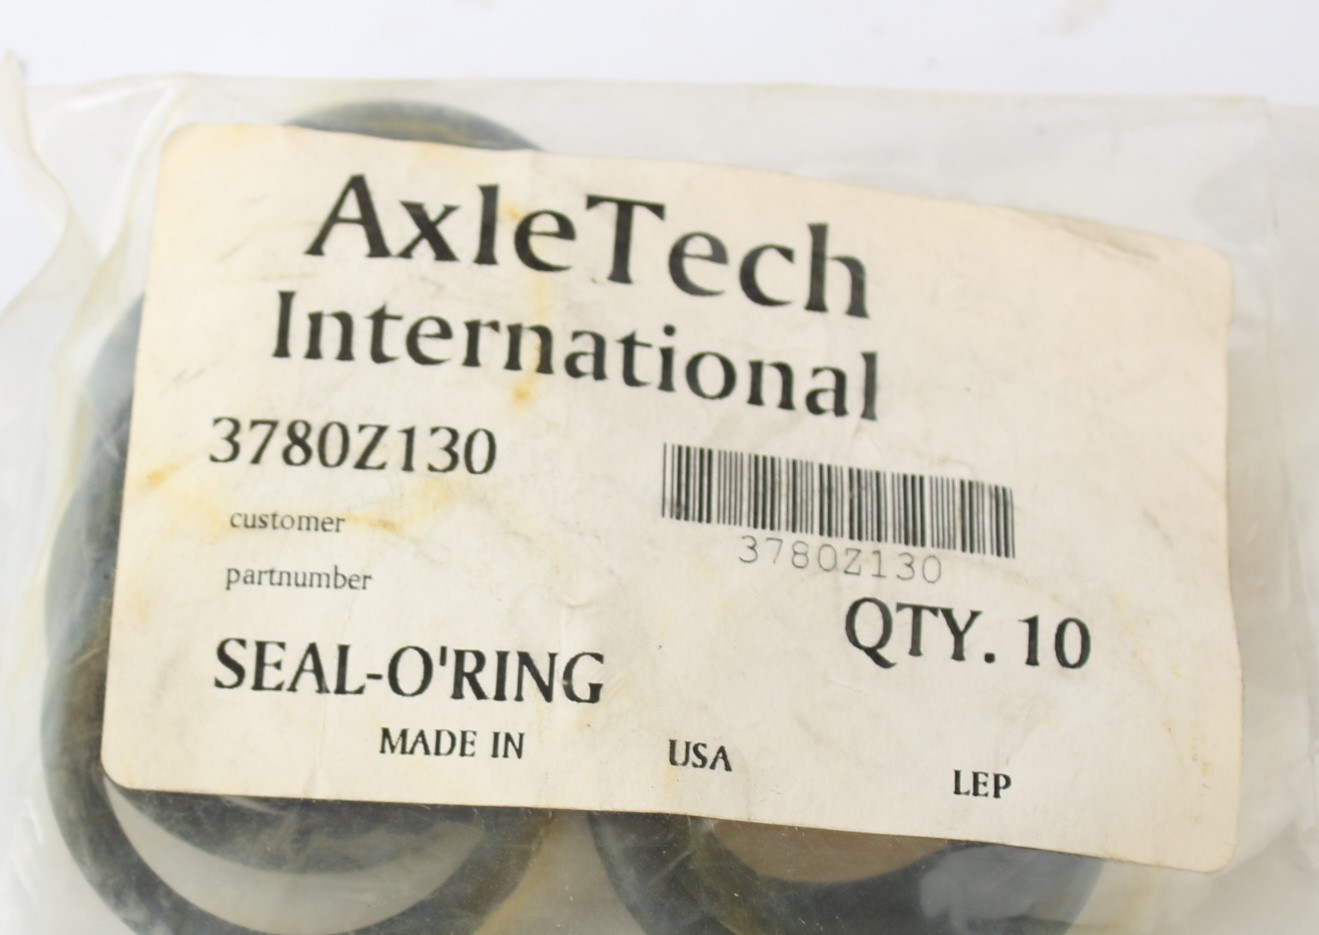 AxleTech
International
3780Z130
3780Z130
customer
partnumber
QTY. 10
SEAL-O'RING
MADE IN USA LEP